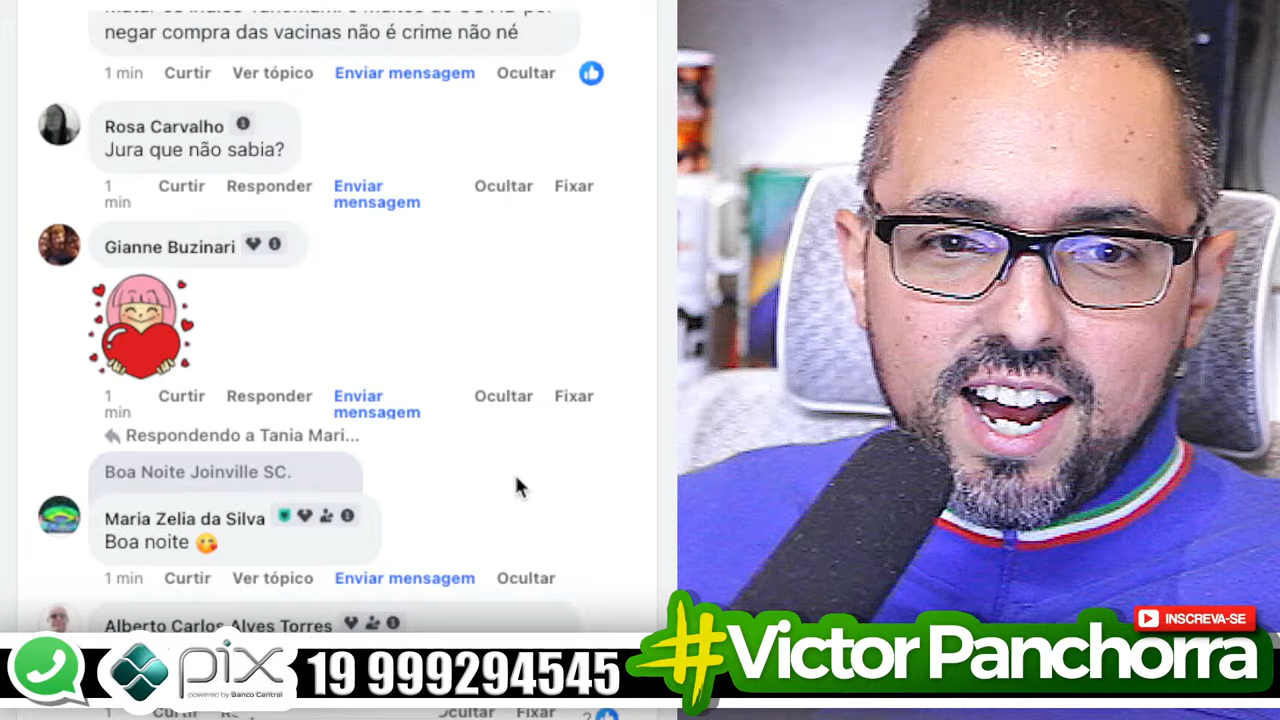 negar compra das vacinas não é crime não né
1 min Curtir Ver tópico Enviar mensagem Ocultar
Rosa Carvalho
Jura que não sabia?
1 min Curtir Responder Enviar mensagem Ocultar Fixar
Gianne Buzinari
1 min Curtir Responder Enviar mensagem Ocultar Fixar
Respondendo a Tania Mari...
Boa Noite Joinville SC.
Maria Zelia da Silva
Boa noite
1 min Curtir Ver tópico Enviar mensagem Ocultar
Alberto Carlos Alves Torres
pix
powered by Banco Central
19 999294545
INSCREVA-SE
#Victor Panchorra